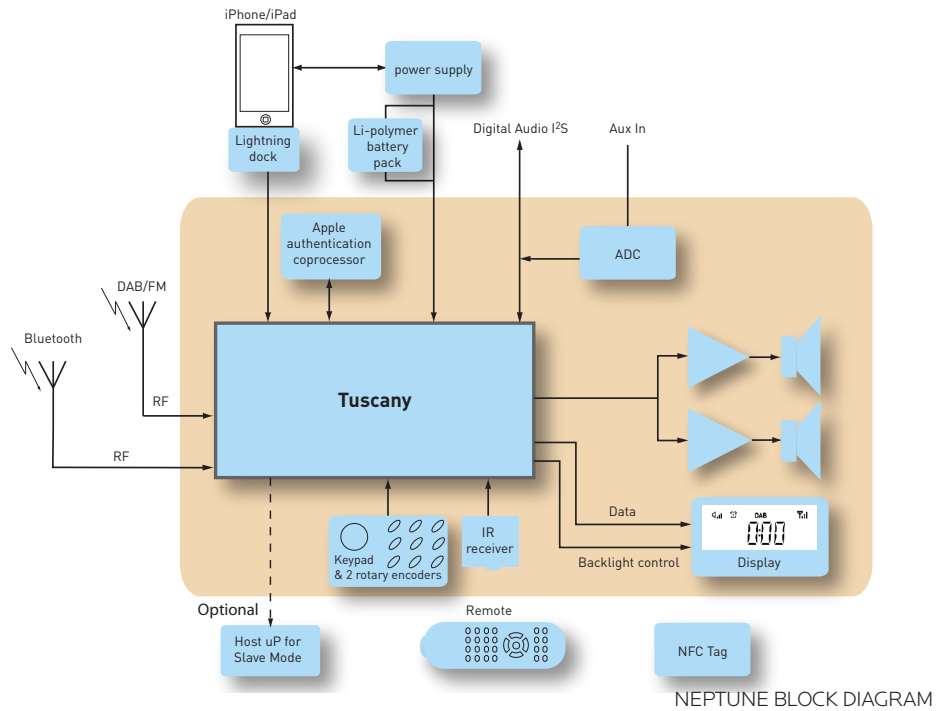 iPhone/iPad
power supply
Lightning
dock
Li-polymer
battery
pack
Digital Audio I²S
Aux In
Apple
authentication
coprocessor
ADC
DAB/FM
Bluetooth
Tuscany
RF
RF
Keypad
& 2 rotary encoders
IR
receiver
Data
Backlight control
DAB
0:00
Display
Optional
Host uP for
Slave Mode
Remote
NFC Tag
NEPTUNE BLOCK DIAGRAM